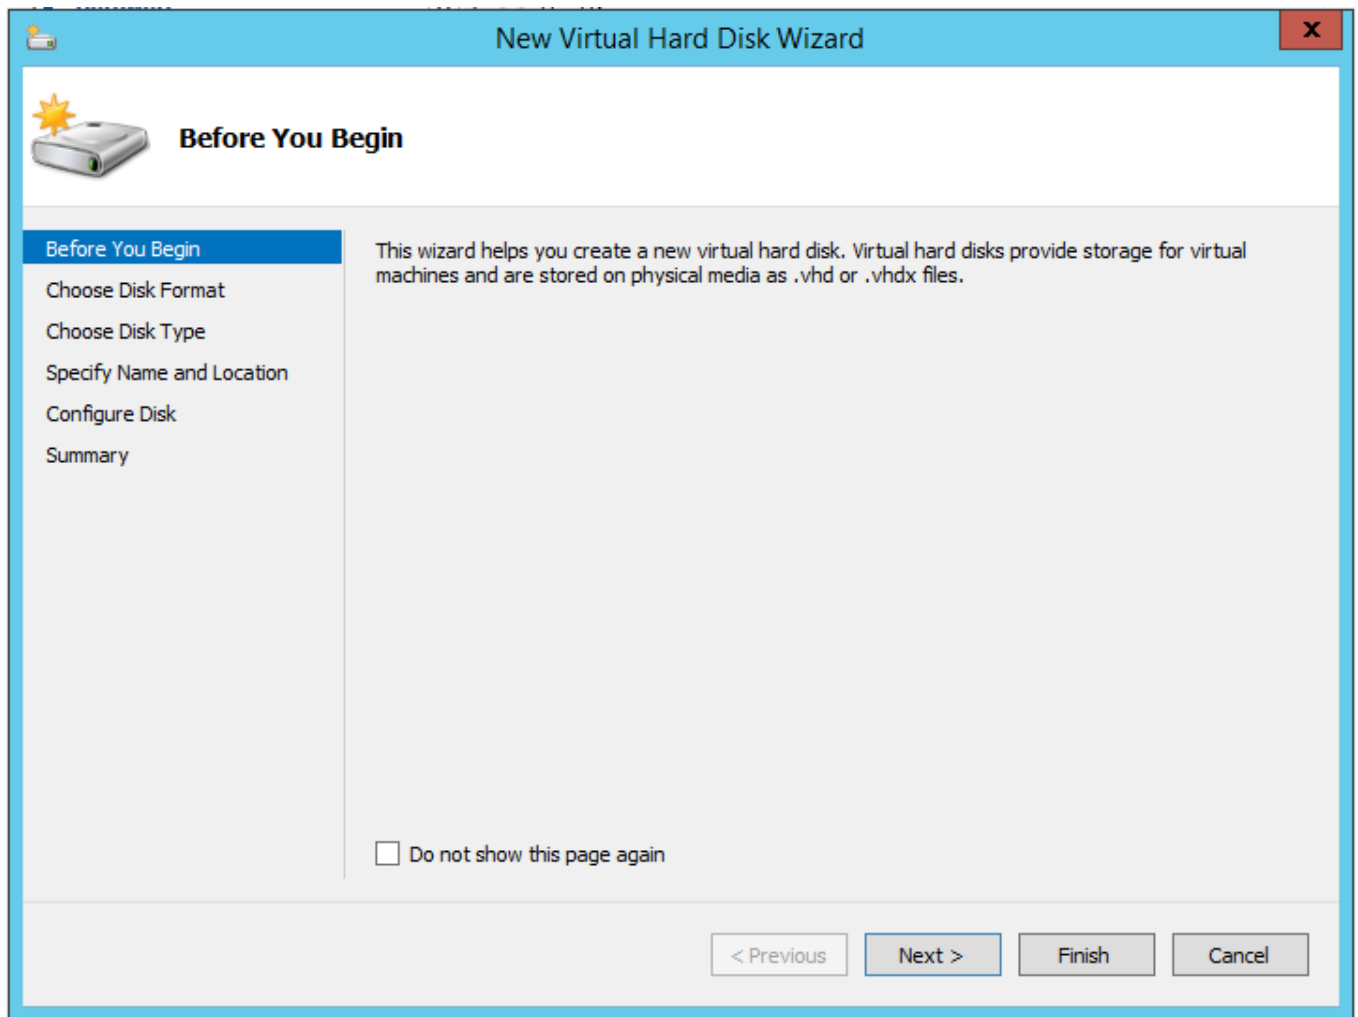 New Virtual Hard Disk Wizard
x
Before You Begin
Before You Begin
Choose Disk Format
Choose Disk Type
Specify Name and Location
Configure Disk
Summary
This wizard helps you create a new virtual hard disk. Virtual hard disks provide storage for virtual
machines and are stored on physical media as .vhd or .vhdx files.
Do not show this page again
< Previous
Next >
Finish
Cancel